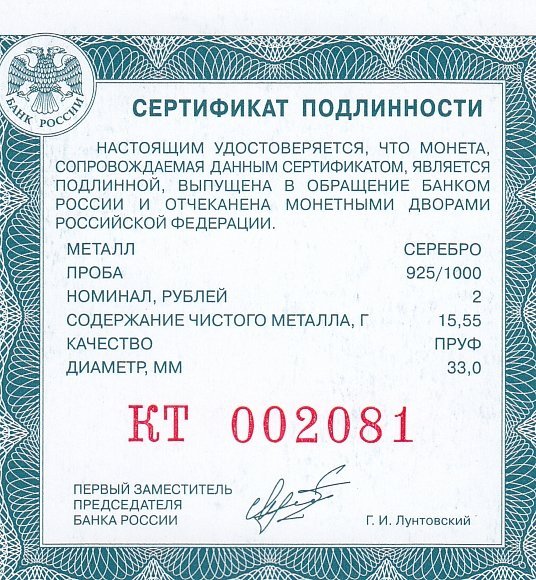 БАНК РОССИИ
СЕРТИФИКАТ ПОДЛИННОСТИ
НАСТОЯЩИМ УДОСТОВЕРЯЕТСЯ, ЧТО МОНЕТА,
СОПРОВОЖДАЕМАЯ ДАННЫМ СЕРТИФИКАТОМ, ЯВЛЯЕТСЯ
ПОДЛИННОЙ, ВЫПУЩЕНА В ОБРАЩЕНИЕ БАНКОМ
РОССИИ И ОТЧЕКАНЕНА МОНЕТНЫМИ ДВОРАМИ
РОССИЙСКОЙ ФЕДЕРАЦИИ.
МЕТАЛЛ СЕРЕБРО
ПРОБА 925/1000
НОМИНАЛ, РУБЛЕЙ 2
СОДЕРЖАНИЕ ЧИСТОГО МЕТАЛЛА, Г 15,55
КАЧЕСТВО ПРУФ
ДИАМЕТР, ММ 33,0
КТ 002081
ПЕРВЫЙ ЗАМЕСТИТЕЛЬ
ПРЕДСЕДАТЕЛЯ
БАНКА РОССИИ Г. И. Лунтовский